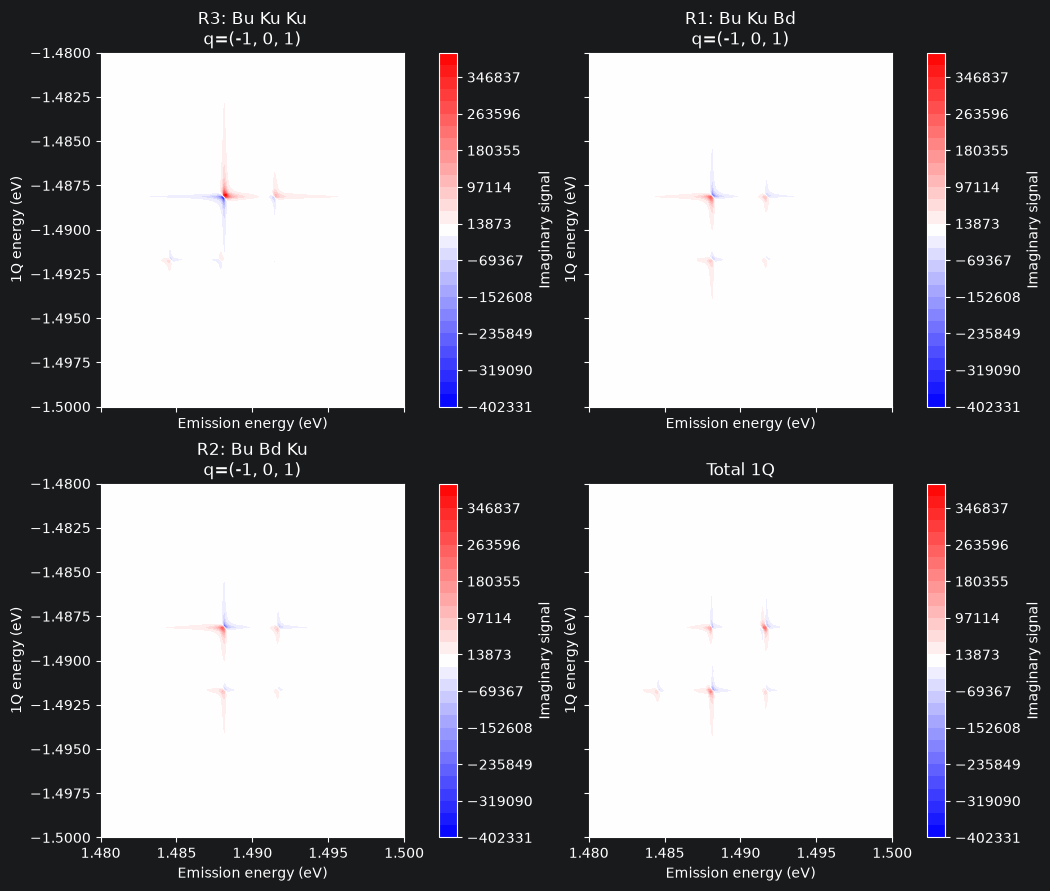 R3: Bu Ku Ku
q=(-1, 0, 1)
R1: Bu Ku Bd
q=(-1, 0, 1)
−1.4800
−1.4825
−1.4850
−1.4875
−1.4900
−1.4925
−1.4950
−1.4975
−1.5000
1Q energy (eV)
Emission energy (eV)
346837
263596
180355
97114
13873
−69367
−152608
−235849
−319090
−402331
Imaginary signal
1Q energy (eV)
Emission energy (eV)
346837
263596
180355
97114
13873
−69367
−152608
−235849
−319090
−402331
Imaginary signal
R2: Bu Bd Ku
q=(-1, 0, 1)
Total 1Q
−1.4800
−1.4825
−1.4850
−1.4875
−1.4900
−1.4925
−1.4950
−1.4975
−1.5000
1Q energy (eV)
1.480 1.485 1.490 1.495 1.500
Emission energy (eV)
346837
263596
180355
97114
13873
−69367
−152608
−235849
−319090
−402331
Imaginary signal
1Q energy (eV)
1.480 1.485 1.490 1.495 1.500
Emission energy (eV)
346837
263596
180355
97114
13873
−69367
−152608
−235849
−319090
−402331
Imaginary signal